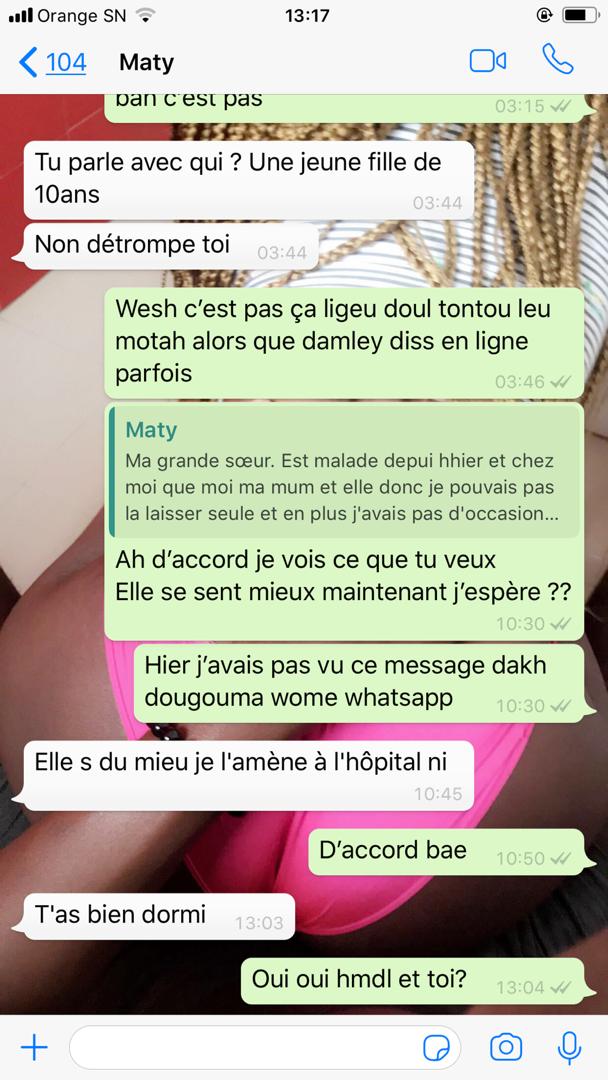 Orange SN 13:17
104 Maty
ban c'est pas 03:15
Tu parle avec qui ? Une jeune fille de
10ans 03:44
Non détrompe toi 03:44
Wesh c’est pas ça ligeu doul tontou leu
motah alors que damley diss en ligne
parfois 03:46
Maty
Ma grande sœur. Est malade depui hhier et chez
moi que moi ma mum et elle donc je pouvais pas
la laisser seule et en plus j'avais pas d'occasion...
Ah d’accord je vois ce que tu veux
Elle se sent mieux maintenant j’espère ??
10:30
Hier j’avais pas vu ce message dakh
dougouma wome whatsapp 10:30
Elle s du mieu je l'amène à l'hôpital ni
10:45
D’accord bae 10:50
T'as bien dormi 13:03
Oui oui hmdl et toi? 13:04